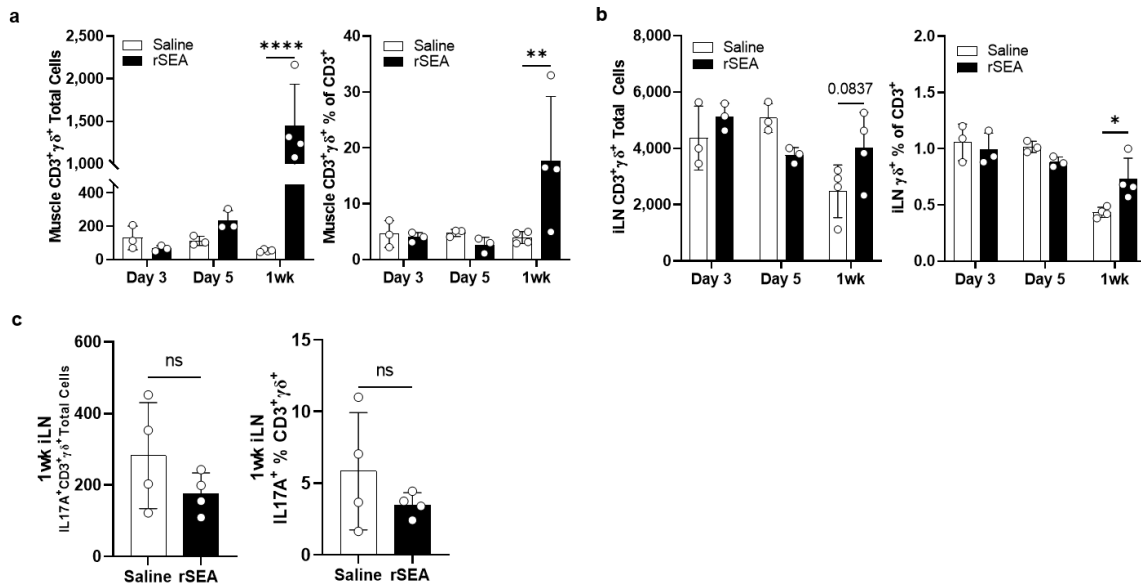 a
Muscle CD3⁺γδ⁺ Total Cells
2,500
2,000
1,500
1,000
400
200
0
Saline
rSEA
****
Day 3 Day 5 1wk
Muscle CD3⁺γδ⁺ % of CD3⁺
40
30
20
10
0
Saline
rSEA
**
Day 3 Day 5 1wk
b
iLN CD3⁺γδ⁺ Total Cells
8,000
6,000
4,000
2,000
0
Saline
rSEA
0.0837
Day 3 Day 5 1wk
iLN γδ⁺ % of CD3⁺
2.0
1.5
1.0
0.5
0.0
Saline
rSEA
*
Day 3 Day 5 1wk
c
1wk iLN
IL17A⁺CD3⁺γδ⁺ Total Cells
600
400
200
0
ns
Saline rSEA
1wk iLN
IL17A⁺ % CD3⁺γδ⁺
15
10
5
0
ns
Saline rSEA